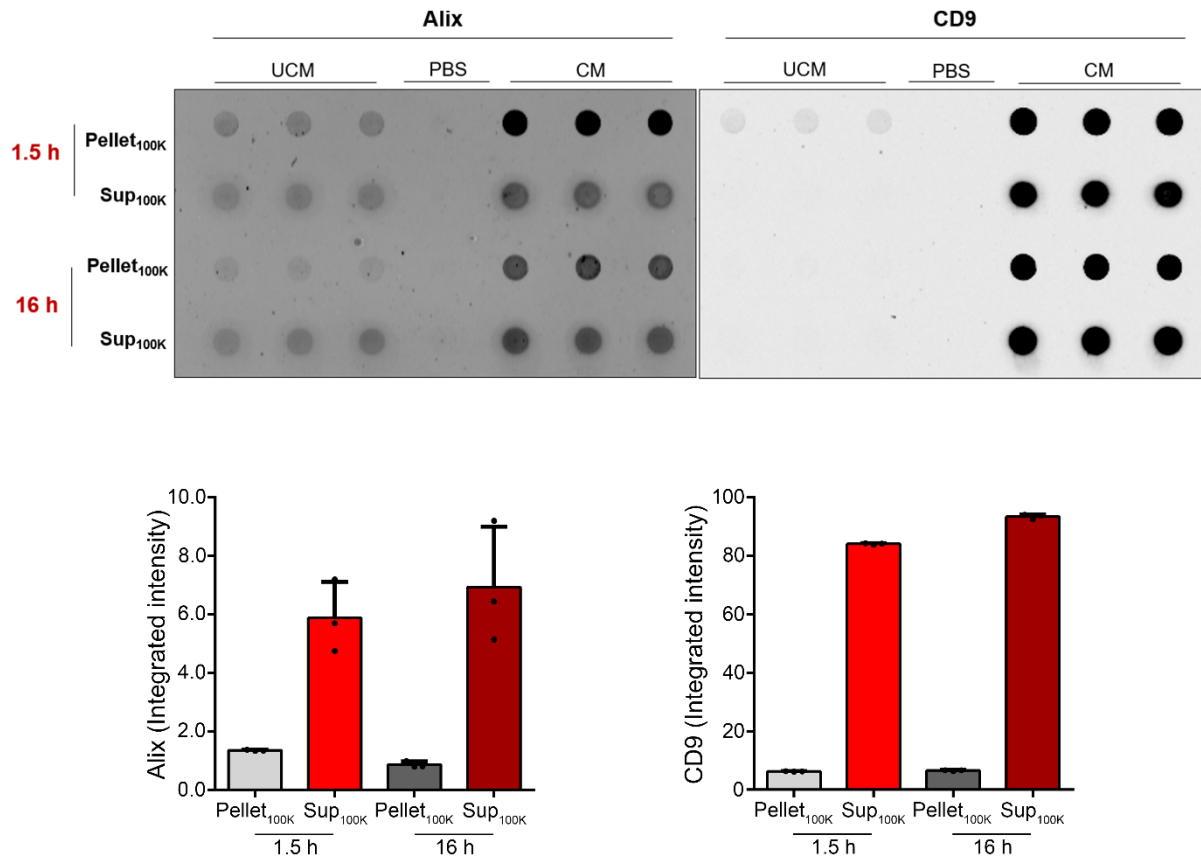 Alix CD9
UCM PBS CM UCM PBS CM
1.5 h
Pellet100K
Sup100K
16 h
Pellet100K
Sup100K
Alix (Integrated intensity)
10.0
8.0
6.0
4.0
2.0
0.0
Pellet100K Sup100K Pellet100K Sup100K
1.5 h 16 h
CD9 (Integrated intensity)
100
80
60
40
20
0
Pellet100K Sup100K Pellet100K Sup100K
1.5 h 16 h